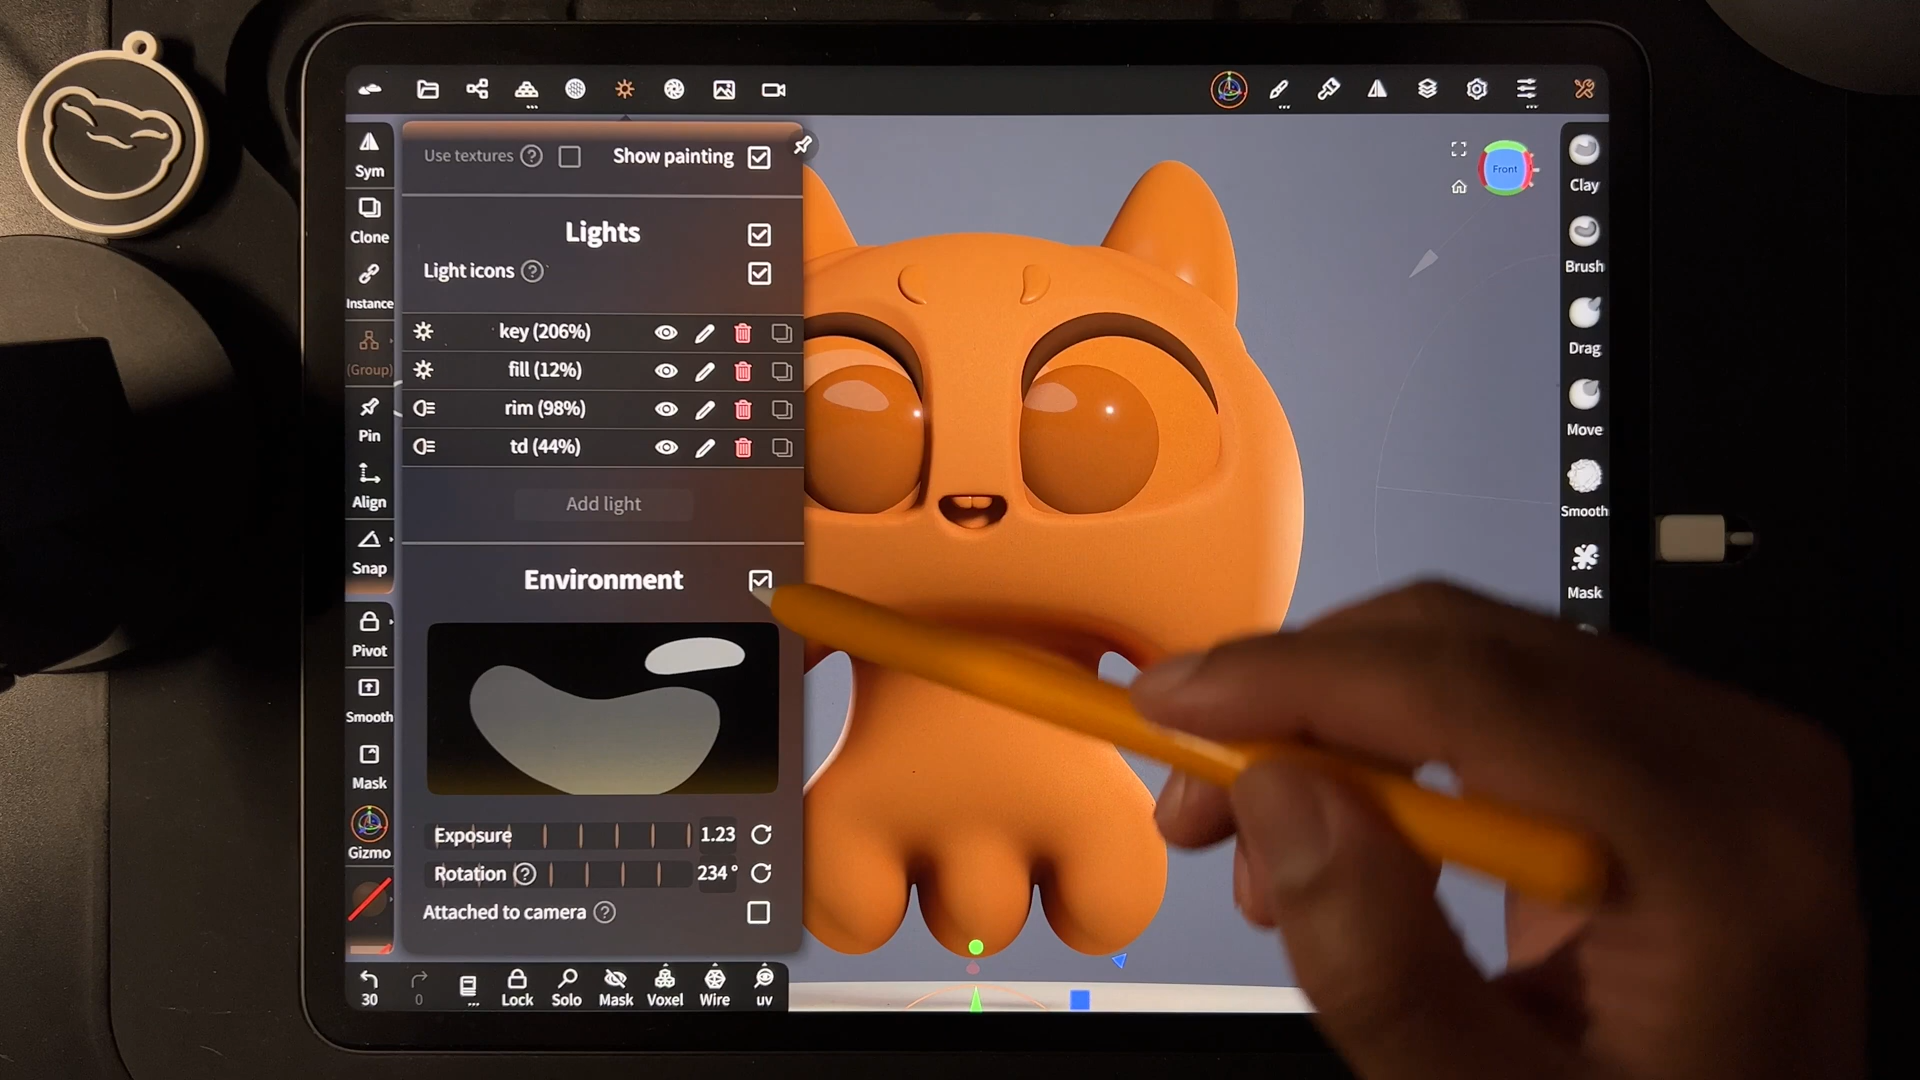 Use textures ? Show painting
Lights
Light icons ?
key (206%)
fill (12%)
rim (98%)
td (44%)
Add light
Environment
Exposure 1.23
Rotation ? 234 °
Attached to camera ?
Sym
Clone
Instance
(Group)
Pin
Align
Snap
Pivot
Smooth
Mask
Gizmo
30
0
...
Lock
Solo
Mask
Voxel
Wire
uv
Front
Clay
Brush
Drag
Move
Smooth
Mask